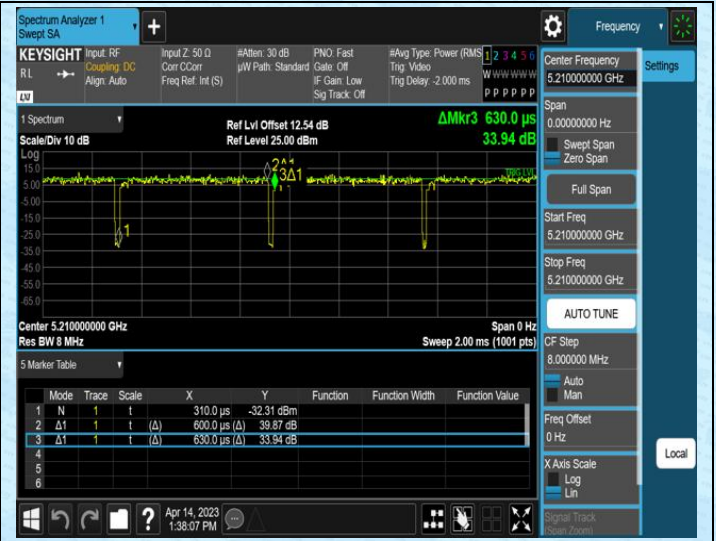 Spectrum Analyzer 1
Swept SA
Frequency
KEYSIGHT
R L
LXI
Input: RF
Coupling: DC
Align: Auto
Input Z: 50 Ω
Corr CCorr
Freq Ref: Int (S)
#Atten: 30 dB
µW Path: Standard
PNO: Fast
Gate: Off
IF Gain: Low
Sig Track: Off
#Avg Type: Power (RMS
Trig: Video
Trig Delay: -2.000 ms
1 2 3 4 5 6
W W W W W W
P P P P P P
1 Spectrum
Scale/Div 10 dB
Ref Lvl Offset 12.54 dB
Ref Level 25.00 dBm
ΔMkr3 630.0 µs
33.94 dB
Log
15.0
5.00
-5.00
-15.0
-25.0
-35.0
-45.0
-55.0
-65.0
2Δ1
3Δ1
1
TRIG LVL
Center 5.210000000 GHz
Res BW 8 MHz
Span 0 Hz
Sweep 2.00 ms (1001 pts)
5 Marker Table
Mode Trace Scale X Y Function Function Width Function Value
1 N 1 t 310.0 µs -32.31 dBm
2 Δ1 1 t (Δ) 600.0 µs (Δ) 39.87 dB
3 Δ1 1 t (Δ) 630.0 µs (Δ) 33.94 dB
4
5
6
?
Apr 14, 2023
1:38:07 PM
Center Frequency
5.210000000 GHz
Span
0.00000000 Hz
Swept Span
Zero Span
Full Span
Start Freq
5.210000000 GHz
Stop Freq
5.210000000 GHz
AUTO TUNE
CF Step
8.000000 MHz
Auto
Man
Freq Offset
0 Hz
X Axis Scale
Log
Lin
Signal Track
(Span Zoom)
Settings
Local